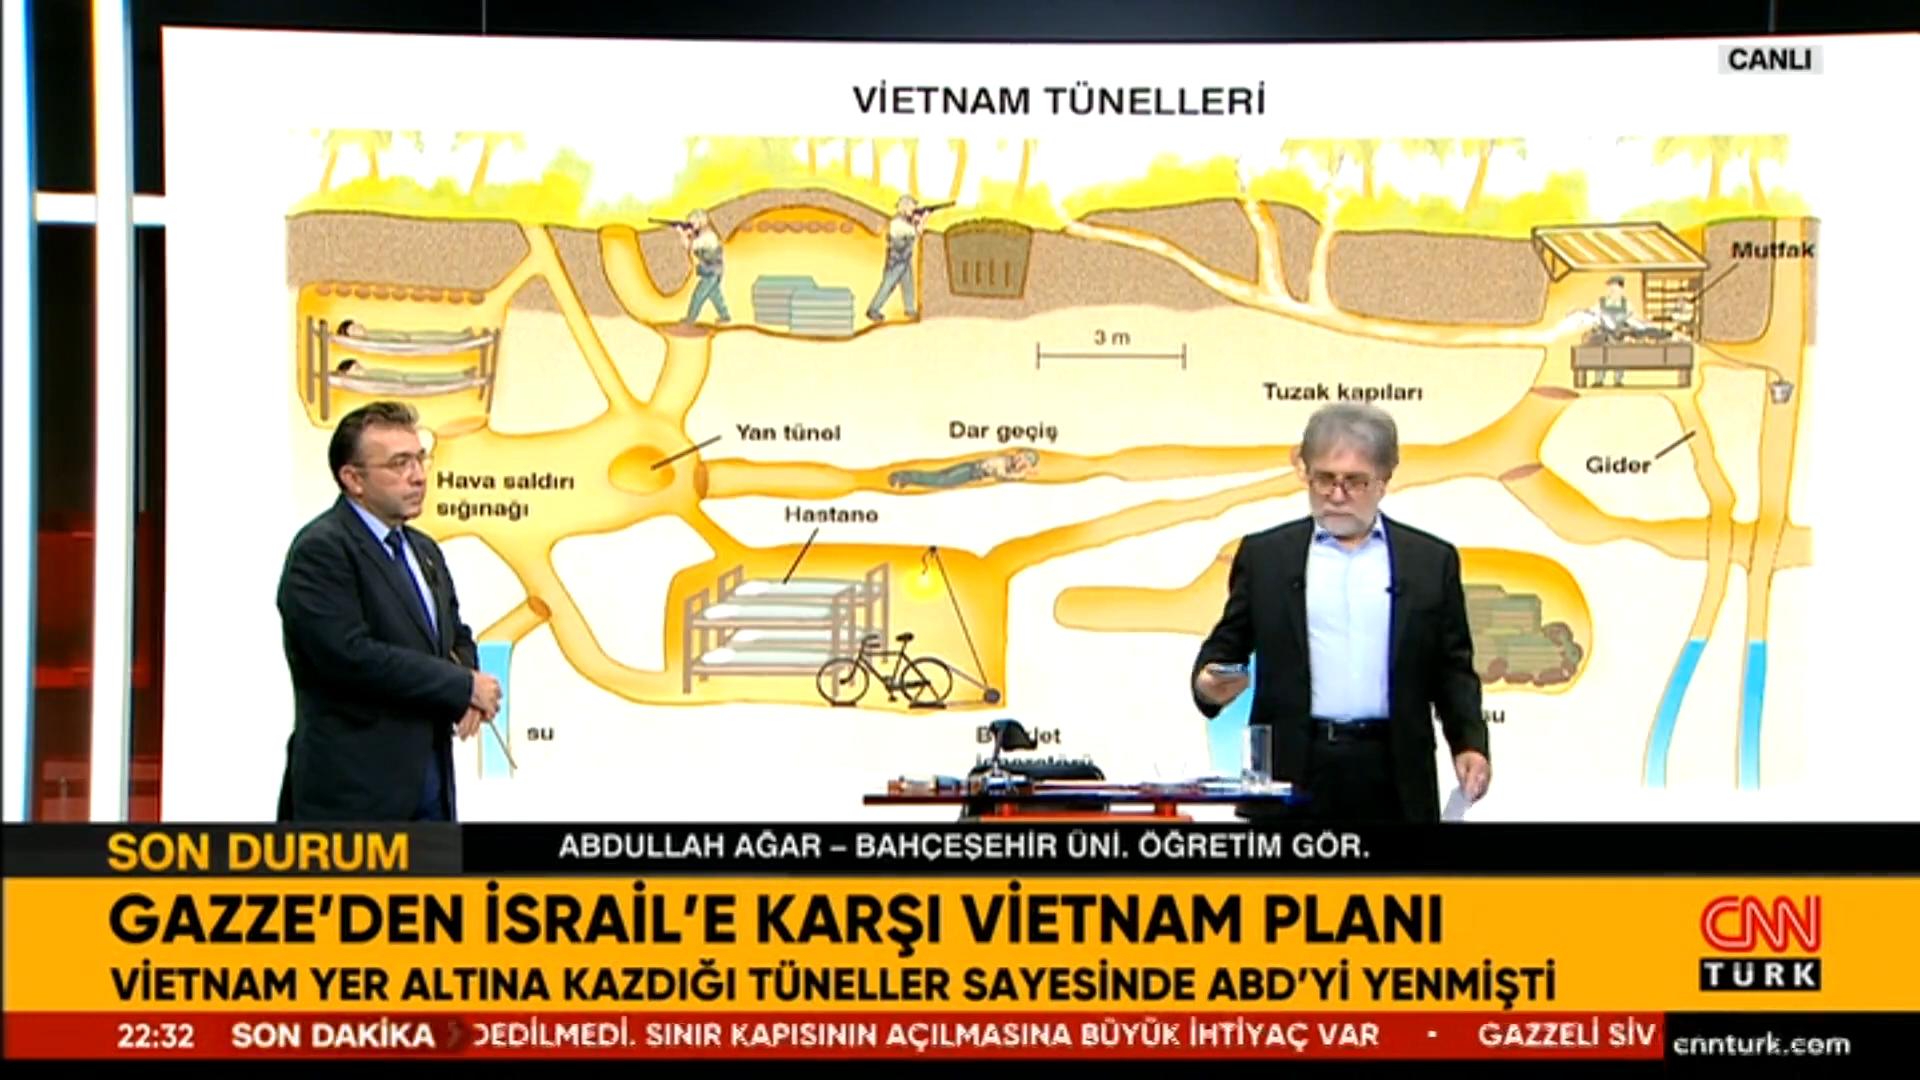 CANLI
VİETNAM TÜNELLERİ
Mutfak
3 m
Tuzak kapıları
Yan tünel
Dar geçiş
Gider
Hava saldırı
sığınağı
Hastane
su
su
SON DURUM
ABDULLAH AĞAR – BAHÇEŞEHİR ÜNİ. ÖĞRETİM GÖR.
GAZZE'DEN İSRAİL'E KARŞI VİETNAM PLANI
VİETNAM YER ALTINA KAZDIĞI TÜNELLER SAYESİNDE ABD'Yİ YENMİŞTİ
CNN
TÜRK
22:32 SON DAKİKA DEDİLMEDİ. SINIR KAPISININ AÇILMASINA BÜYÜK İHTİYAÇ VAR - GAZZELİ SİV
cnnturk.com